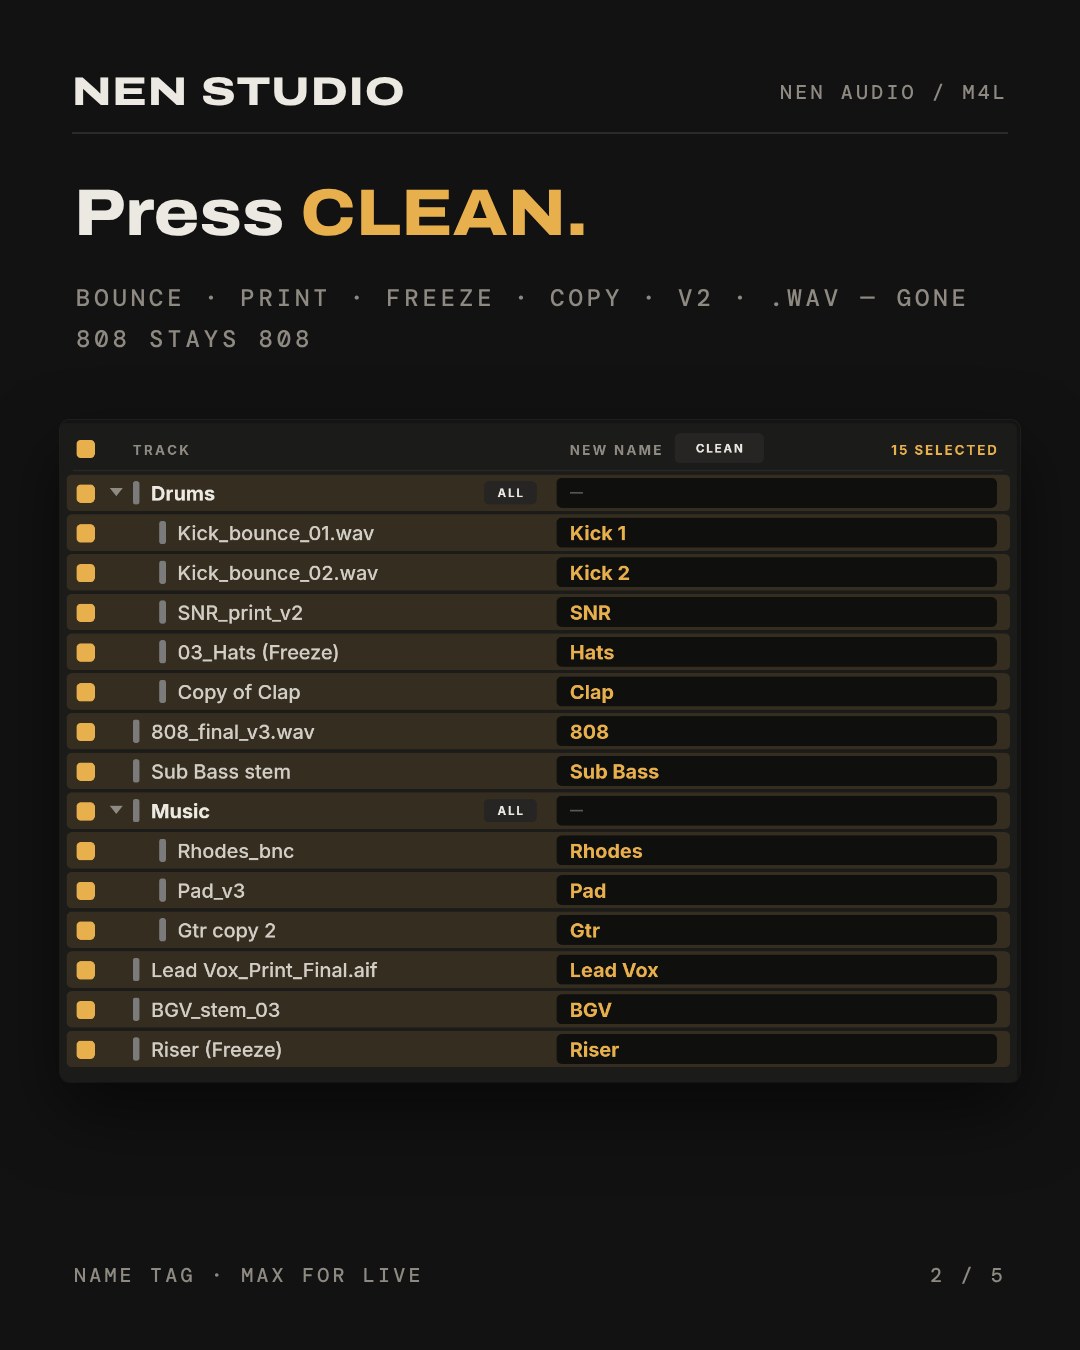 NEN STUDIO
NEN AUDIO / M4L
Press CLEAN.
BOUNCE · PRINT · FREEZE · COPY · V2 · .WAV — GONE
808 STAYS 808
TRACK NEW NAME CLEAN 15 SELECTED
Drums ALL —
Kick_bounce_01.wav Kick 1
Kick_bounce_02.wav Kick 2
SNR_print_v2 SNR
03_Hats (Freeze) Hats
Copy of Clap Clap
808_final_v3.wav 808
Sub Bass stem Sub Bass
Music ALL —
Rhodes_bnc Rhodes
Pad_v3 Pad
Gtr copy 2 Gtr
Lead Vox_Print_Final.aif Lead Vox
BGV_stem_03 BGV
Riser (Freeze) Riser
NAME TAG · MAX FOR LIVE
2 / 5